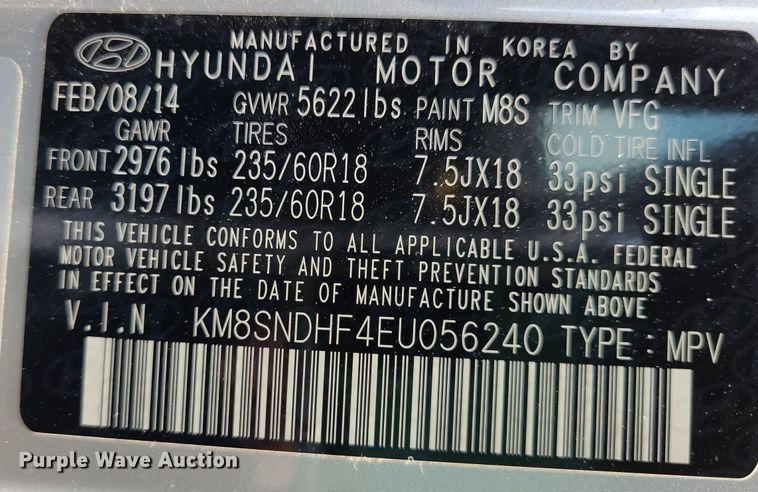 MANUFACTURED IN KOREA BY
HYUNDAI MOTOR COMPANY
FEB/08/14 GVWR 5622lbs PAINT M8S TRIM VFG
GAWR TIRES RIMS COLD TIRE INFL
FRONT 2976 lbs 235/60R18 7.5JX18 33psi SINGLE
REAR 3197 lbs 235/60R18 7.5JX18 33psi SINGLE
THIS VEHICLE CONFORMS TO ALL APPLICABLE U.S.A. FEDERAL
MOTOR VEHICLE SAFETY AND THEFT PREVENTION STANDARDS
IN EFFECT ON THE DATE OF MANUFACTURE SHOWN ABOVE
V.I.N KM8SNDHF4EU056240 TYPE : MPV
Purple Wave Auction